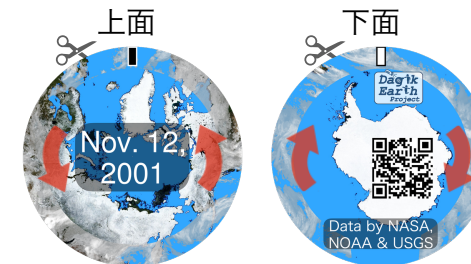 上面
下面
Nov. 12,
2001
Dagik
Earth
Project
Data by NASA,
NOAA & USGS